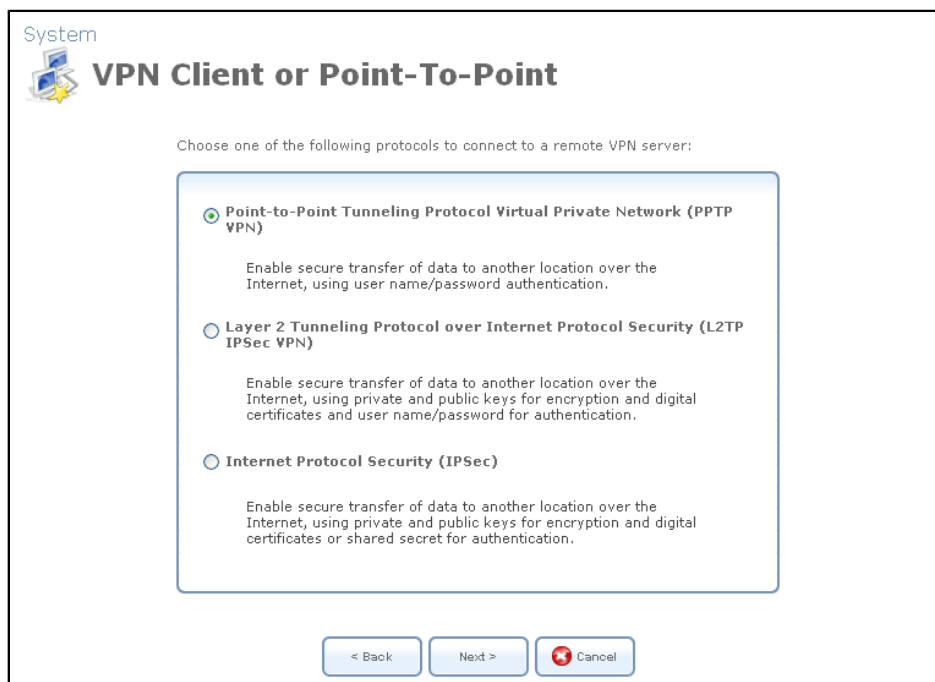 System
VPN Client or Point-To-Point
Choose one of the following protocols to connect to a remote VPN server:
Point-to-Point Tunneling Protocol Virtual Private Network (PPTP
VPN)
Enable secure transfer of data to another location over the
Internet, using user name/password authentication.
Layer 2 Tunneling Protocol over Internet Protocol Security (L2TP
IPSec VPN)
Enable secure transfer of data to another location over the
Internet, using private and public keys for encryption and digital
certificates and user name/password for authentication.
Internet Protocol Security (IPSec)
Enable secure transfer of data to another location over the
Internet, using private and public keys for encryption and digital
certificates or shared secret for authentication.
< Back Next > Cancel